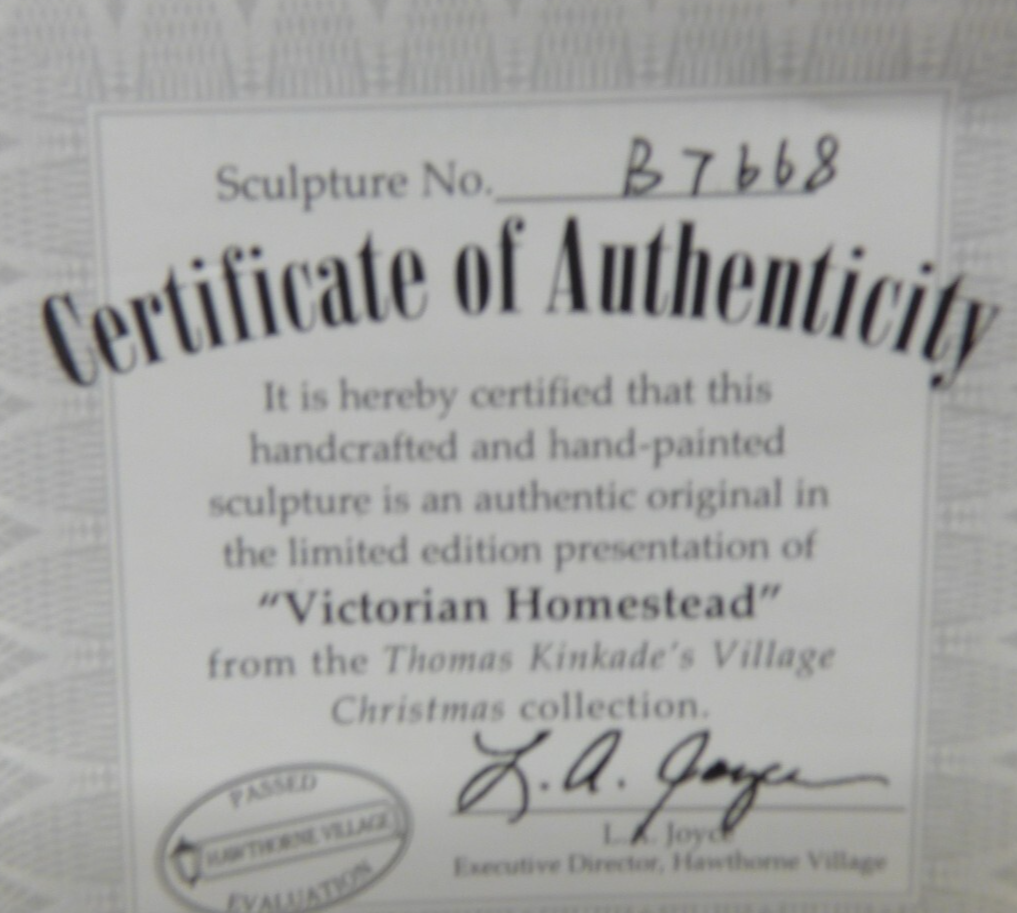 Sculpture No. B7668
Certificate of Authenticity
It is hereby certified that this
handcrafted and hand-painted
sculpture is an authentic original in
the limited edition presentation of
“Victorian Homestead”
from the Thomas Kinkade's Village
Christmas collection.
L. A. Joyce
L. A. Joyce
Executive Director, Hawthorne Village
PASSED
HAWTHORNE VILLAGE
EVALUATION